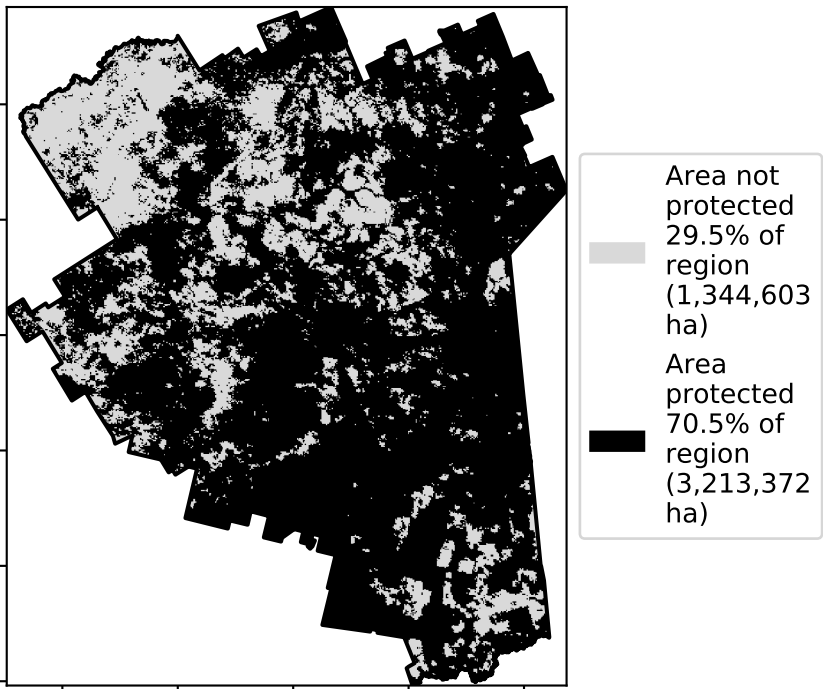 Area not
protected
29.5% of
region
(1,344,603
ha)
Area
protected
70.5% of
region
(3,213,372
ha)